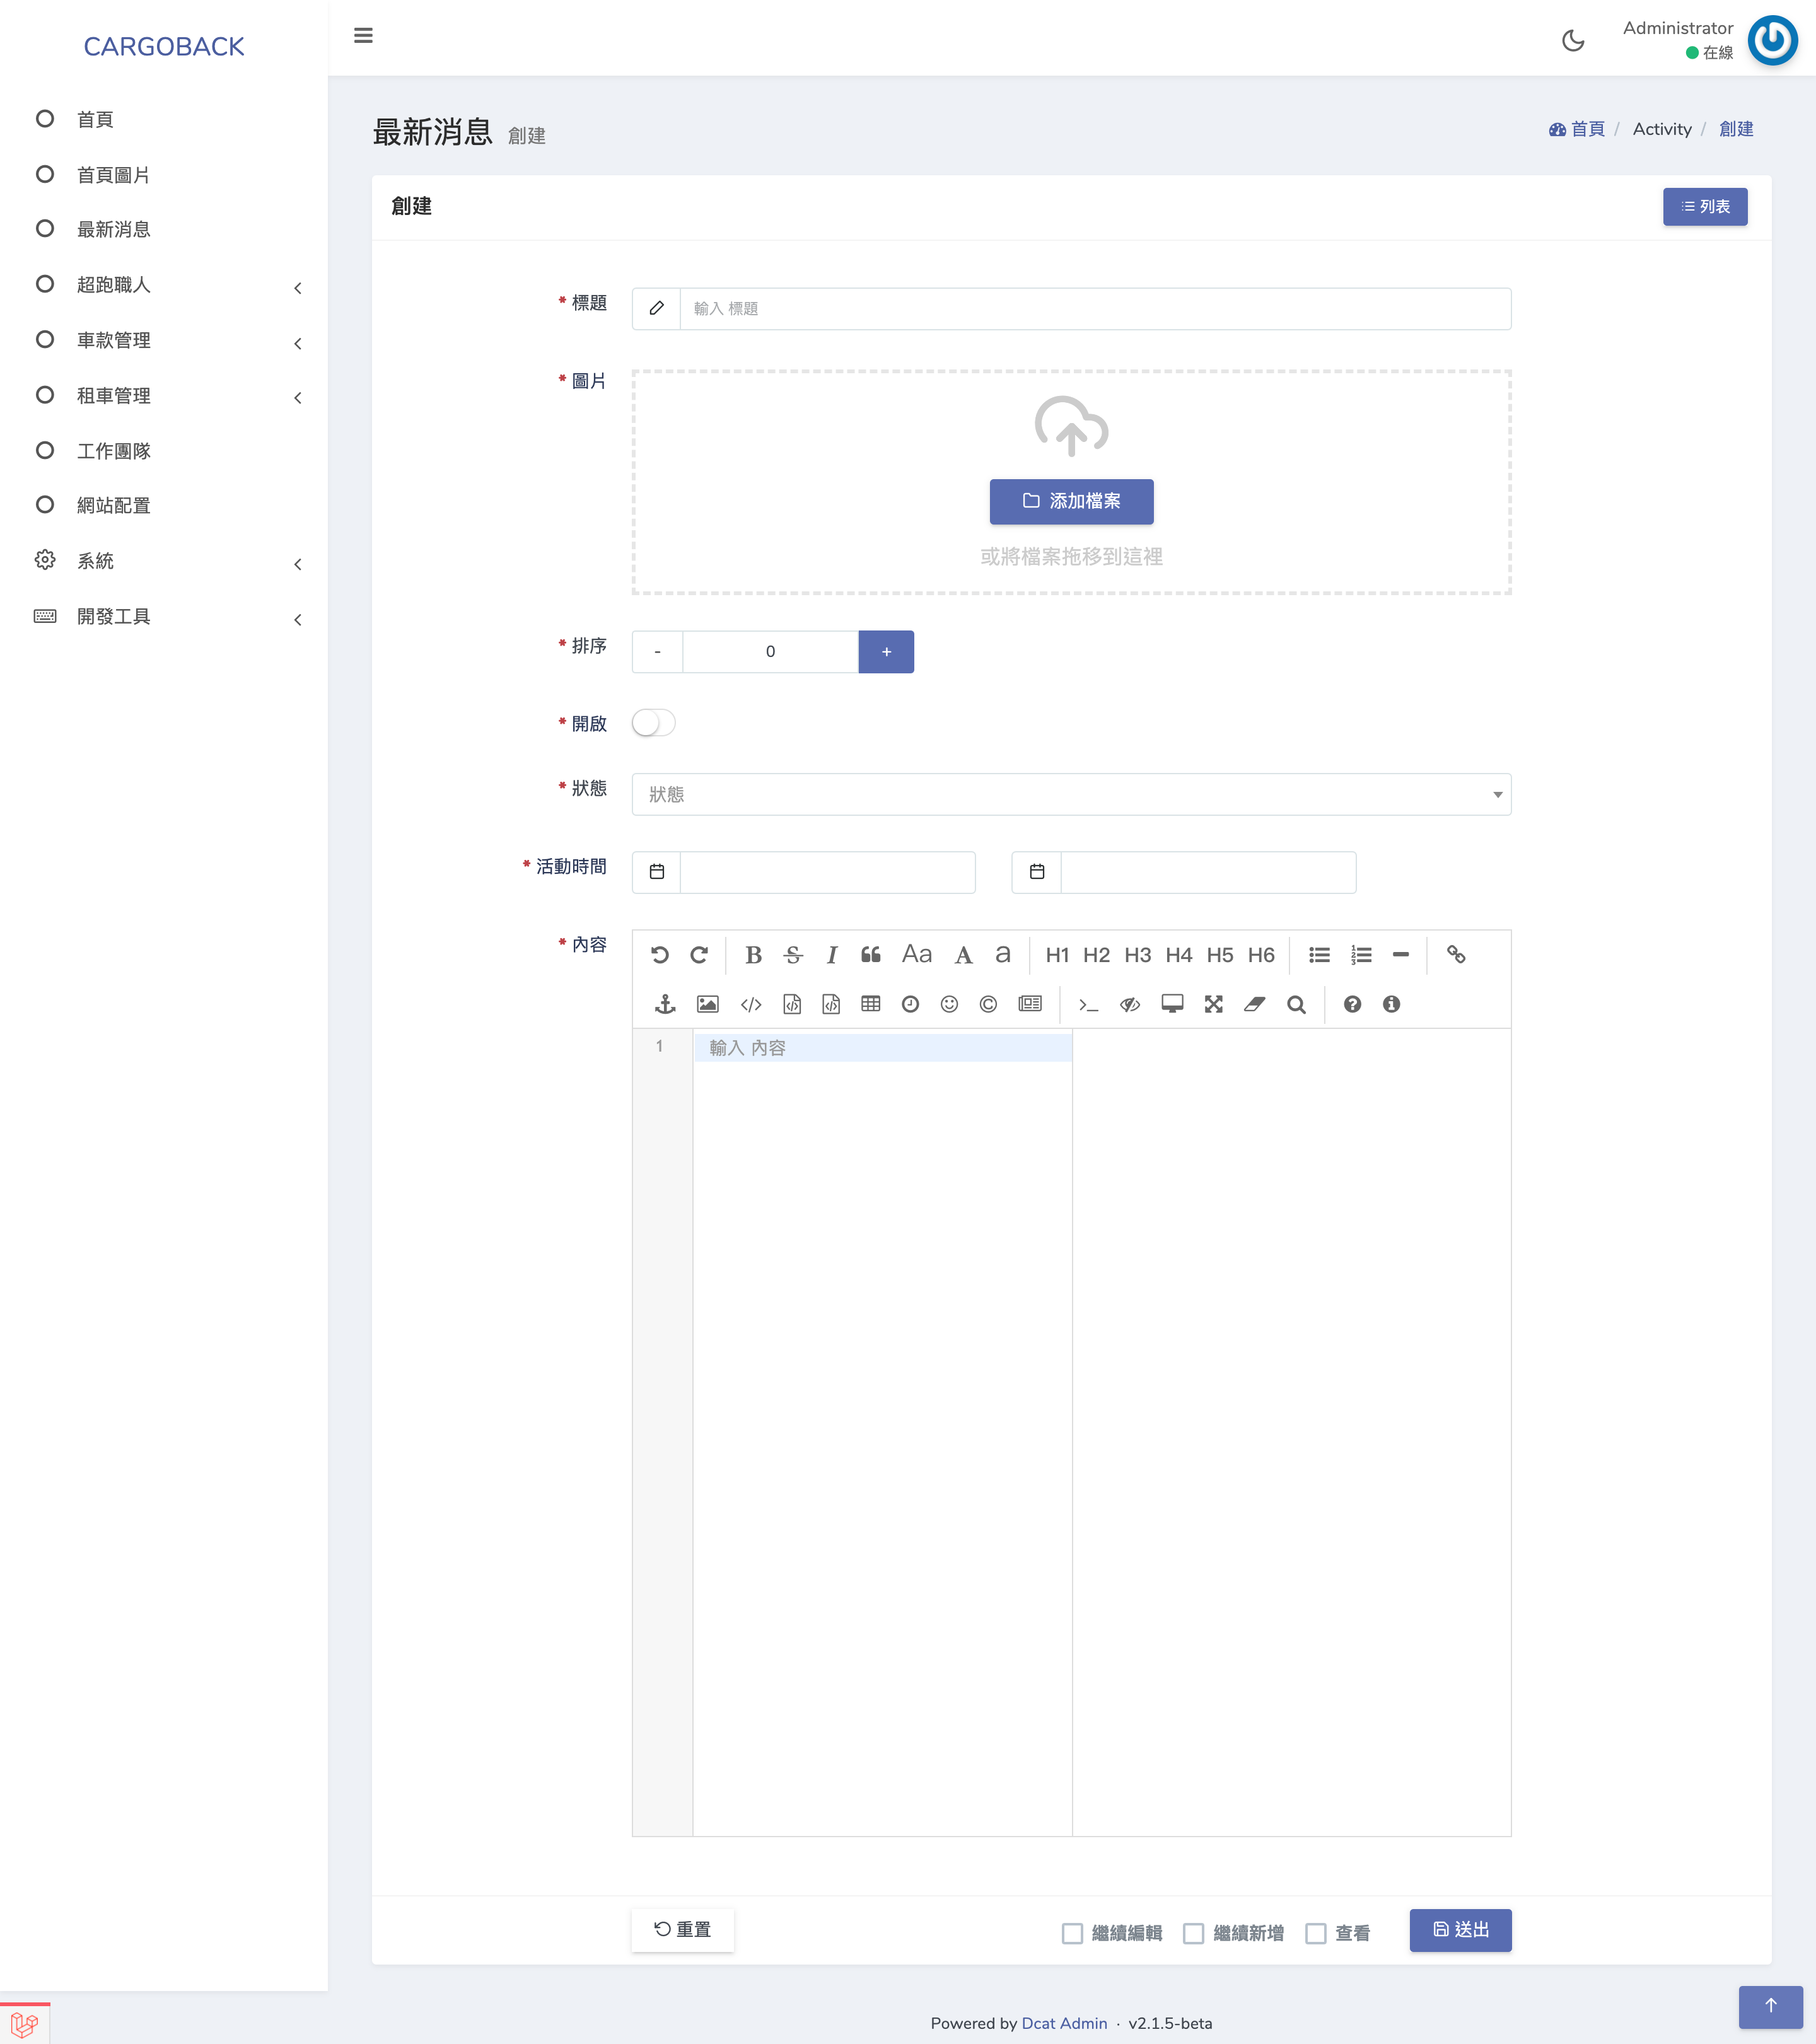 CARGOBACK
Administrator
在線
首頁
首頁圖片
最新消息
超跑職人
車款管理
租車管理
工作團隊
網站配置
系統
開發工具
最新消息 創建
首頁 / Activity / 創建
創建
列表
* 標題
輸入 標題
* 圖片
添加檔案
或將檔案拖移到這裡
* 排序
- 0 +
* 開啟
* 狀態
狀態
* 活動時間
* 內容
B S I Aa A a H1 H2 H3 H4 H5 H6
1 輸入 內容
重置
繼續編輯 繼續新增 查看
送出
Powered by Dcat Admin · v2.1.5-beta